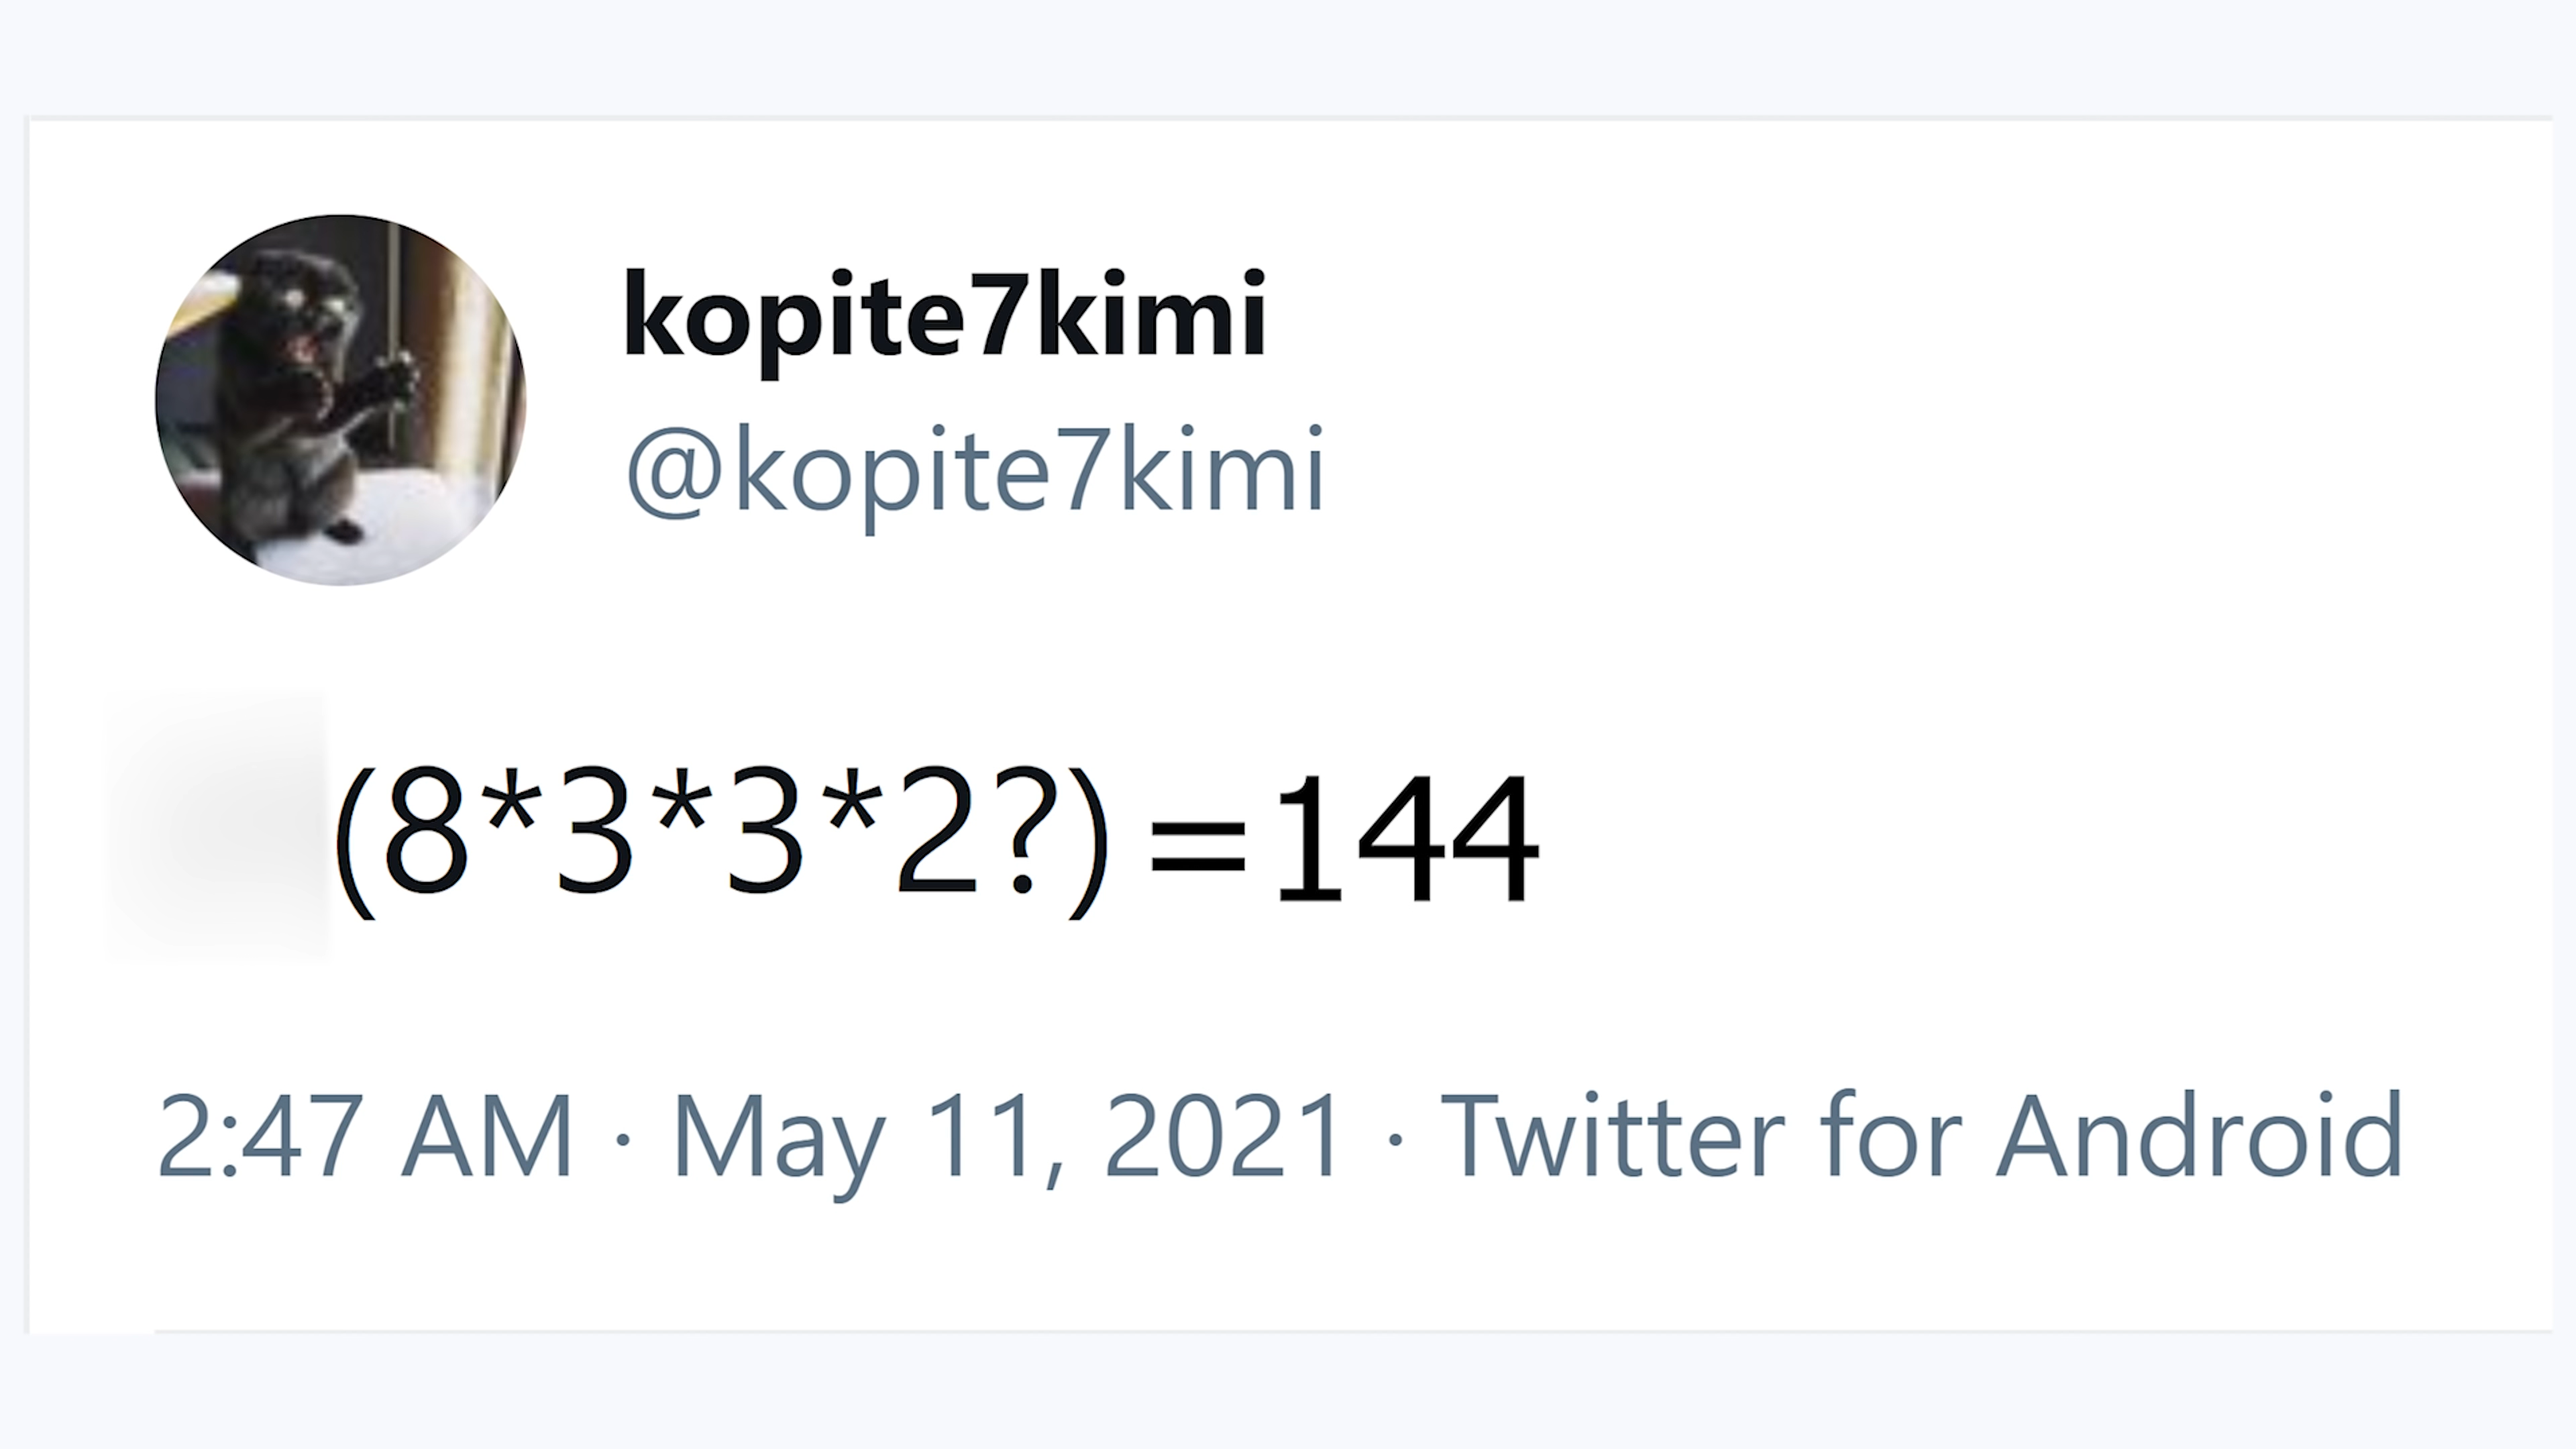 kopite7kimi
@kopite7kimi
(8*3*3*2?) =144
2:47 AM · May 11, 2021 · Twitter for Android